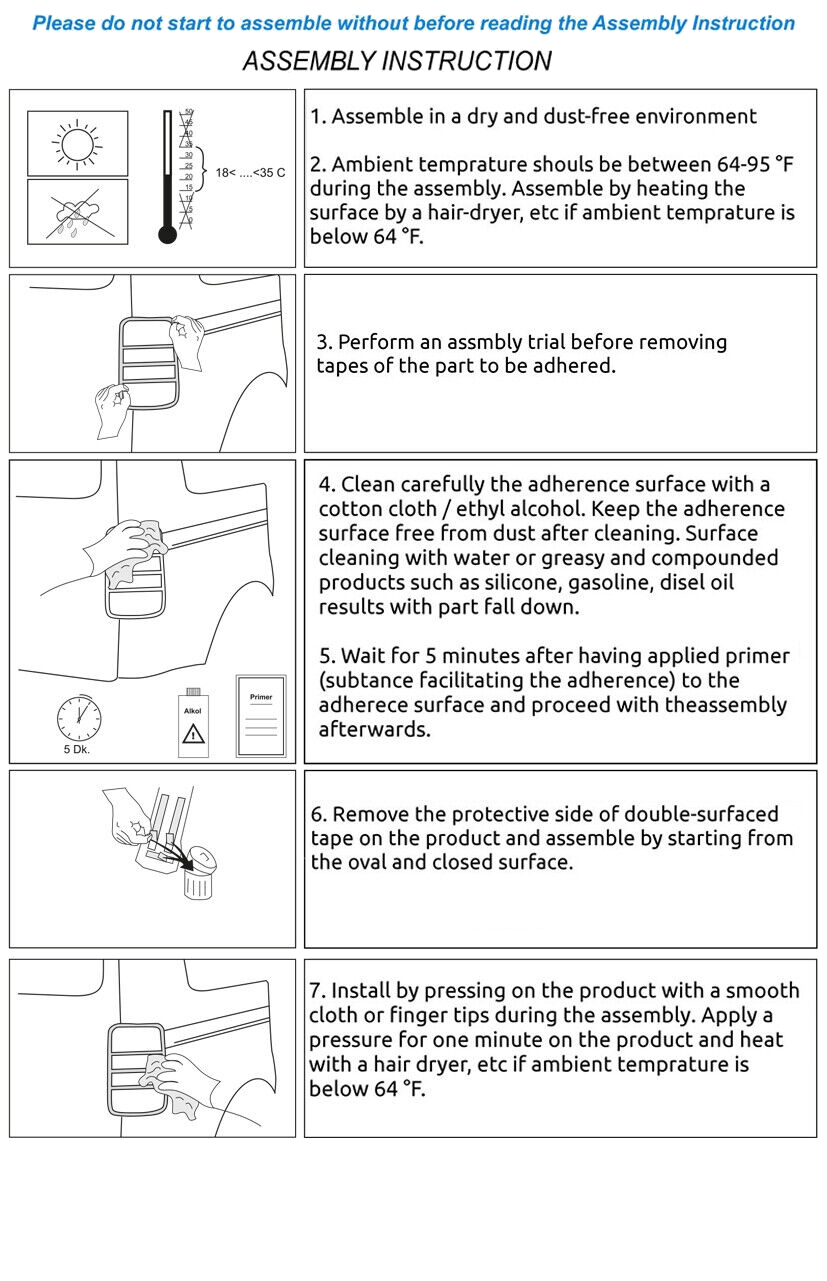 Please do not start to assemble without before reading the Assembly Instruction
ASSEMBLY INSTRUCTION
50
45
40
35
30
25
20
15
10
5
0
18< ....<35 C
1. Assemble in a dry and dust-free environment
2. Ambient temprature shouls be between 64-95 °F
during the assembly. Assemble by heating the
surface by a hair-dryer, etc if ambient temprature is
below 64 °F.
3. Perform an assmbly trial before removing
tapes of the part to be adhered.
5 Dk.
Alkol
Primer
4. Clean carefully the adherence surface with a
cotton cloth / ethyl alcohol. Keep the adherence
surface free from dust after cleaning. Surface
cleaning with water or greasy and compounded
products such as silicone, gasoline, disel oil
results with part fall down.
5. Wait for 5 minutes after having applied primer
(subtance facilitating the adherence) to the
adherece surface and proceed with theassembly
afterwards.
6. Remove the protective side of double-surfaced
tape on the product and assemble by starting from
the oval and closed surface.
7. Install by pressing on the product with a smooth
cloth or finger tips during the assembly. Apply a
pressure for one minute on the product and heat
with a hair dryer, etc if ambient temprature is
below 64 °F.